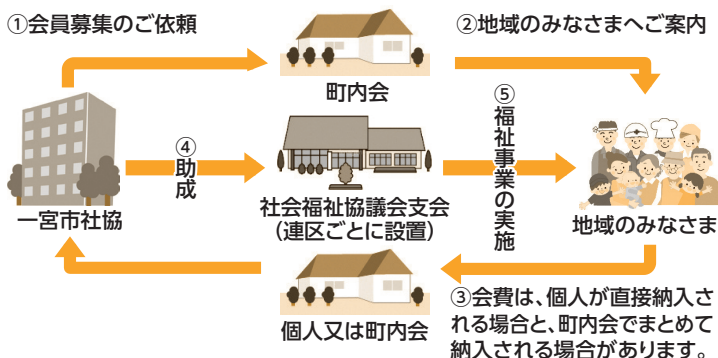 ①会員募集のご依頼
②地域のみなさまへご案内
町内会
④助成
⑤福祉事業の実施
一宮市社協
社会福祉協議会支会
(連区ごとに設置)
地域のみなさま
個人又は町内会
③会費は、個人が直接納入さ
れる場合と、町内会でまとめて
納入される場合があります。